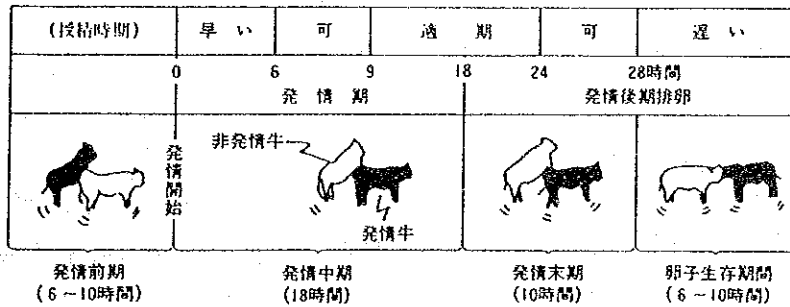 (授精時期) 早い 可 適期 可 遅い
0 6 9 18 24 28時間
発情期 発情後期排卵
発情開始
非発情牛
発情牛
発情前期 発情中期 発情末期 卵子生存期間
(6~10時間) (18時間) (10時間) (6~10時間)